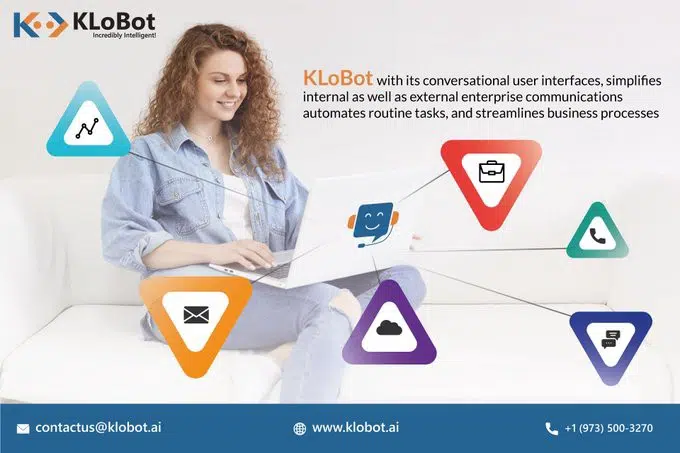 KLoBot
Incredibly Intelligent!
KLoBot with its conversational user interfaces, simplifies
internal as well as external enterprise communications
automates routine tasks, and streamlines business processes
contactus@klobot.ai
www.klobot.ai
+1 (973) 500-3270